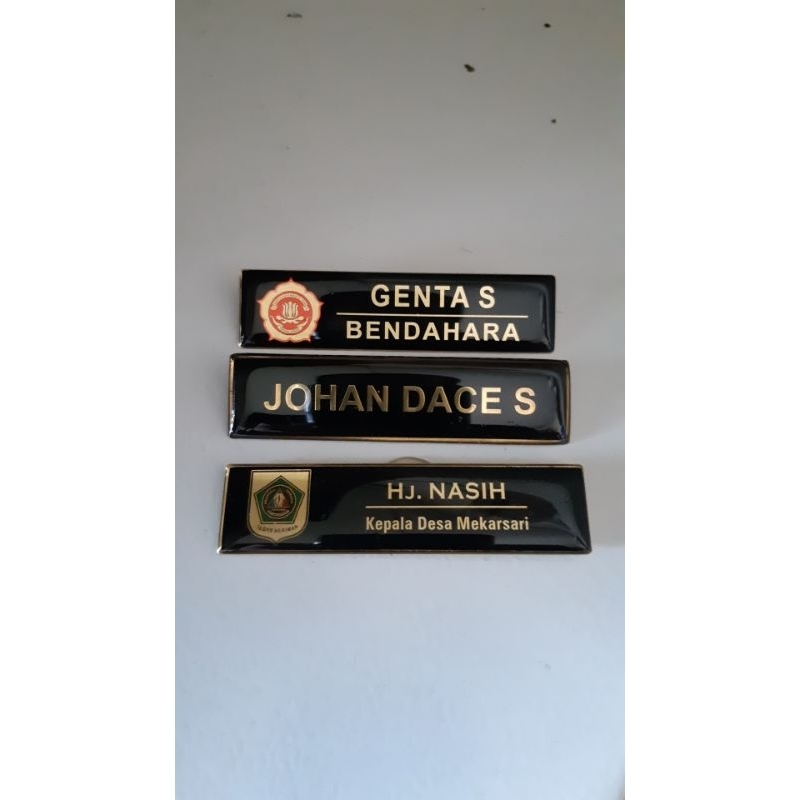 GENTA S
BENDAHARA
JOHAN DACE S
HJ. NASIH
Kepala Desa Mekarsari